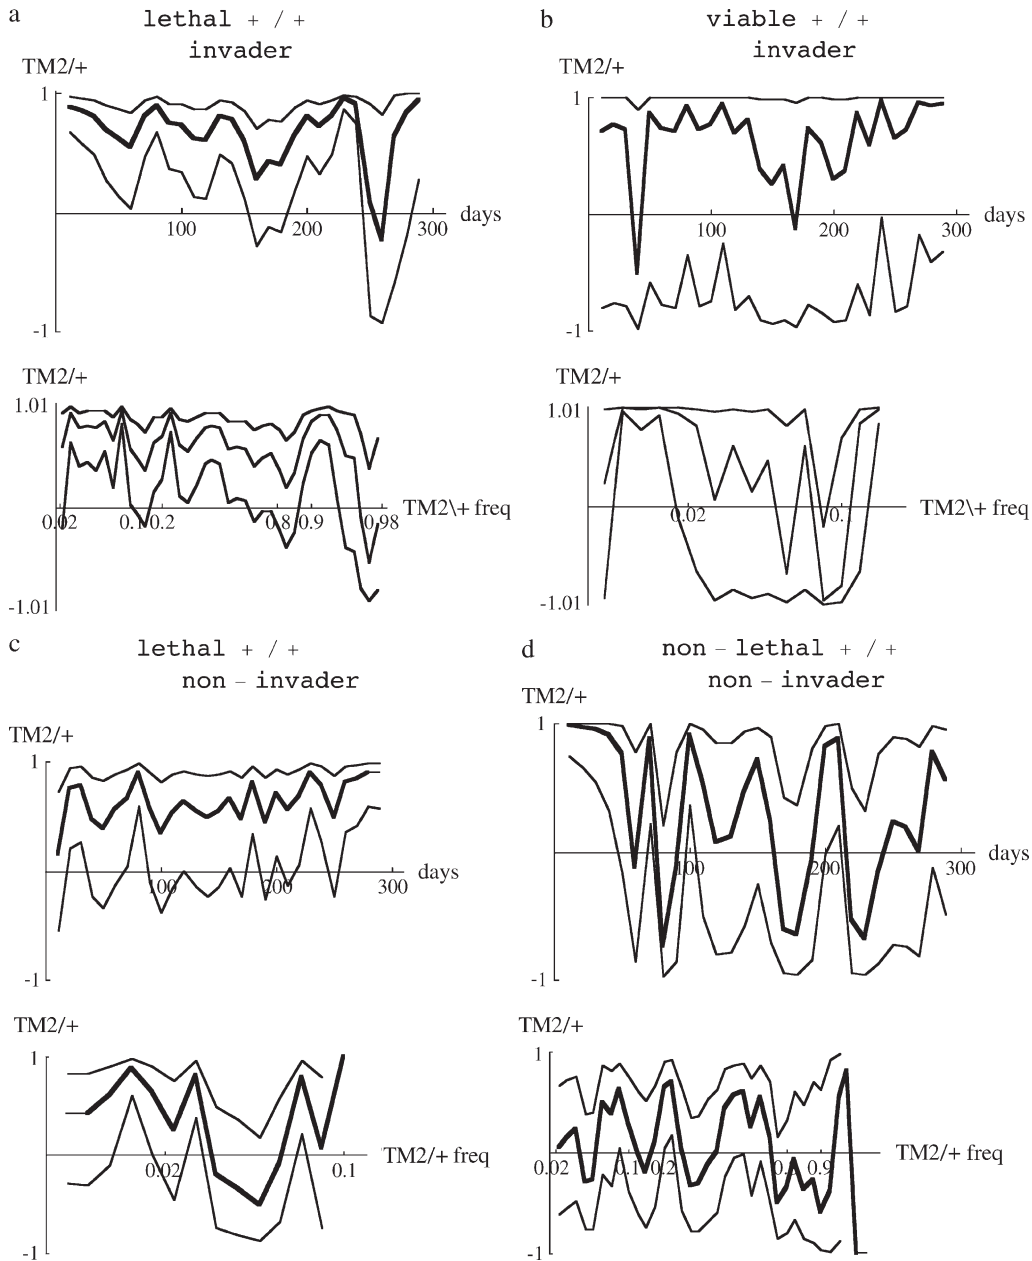 a
lethal + / +
invader
TM2/+
1
days
100
200
300
-1
TM2/+
1.01
TM2\+ freq
0.02
0.1
0.2
0.8
0.9
0.98
-1.01
b
viable + / +
invader
TM2/+
1
days
100
200
300
-1
TM2/+
1.01
TM2\+ freq
0.02
0.1
-1.01
c
lethal + / +
non – invader
TM2/+
1
days
100
200
300
-1
TM2/+
1
TM2/+ freq
0.02
0.1
-1
d
non – lethal + / +
non – invader
TM2/+
1
days
100
200
300
-1
TM2/+
1
TM2/+ freq
0.02
0.1
0.2
0.9
-1